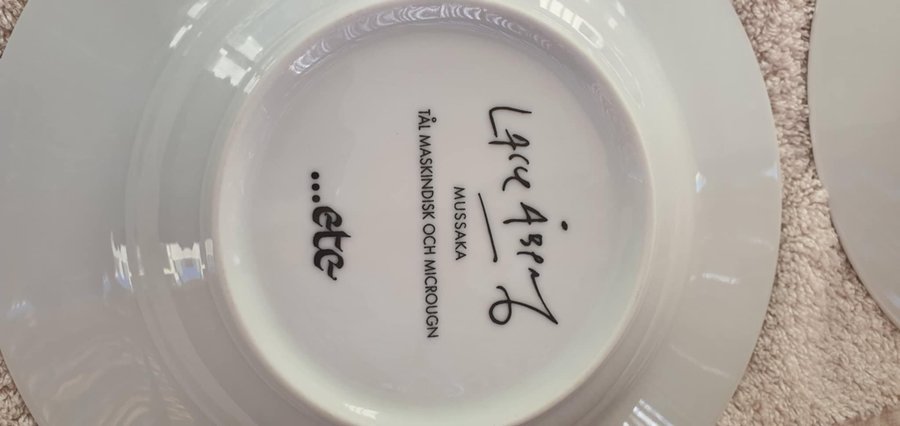 MUSSAKA
TÅL MASKINDISK OCH MICROUGN
...etc